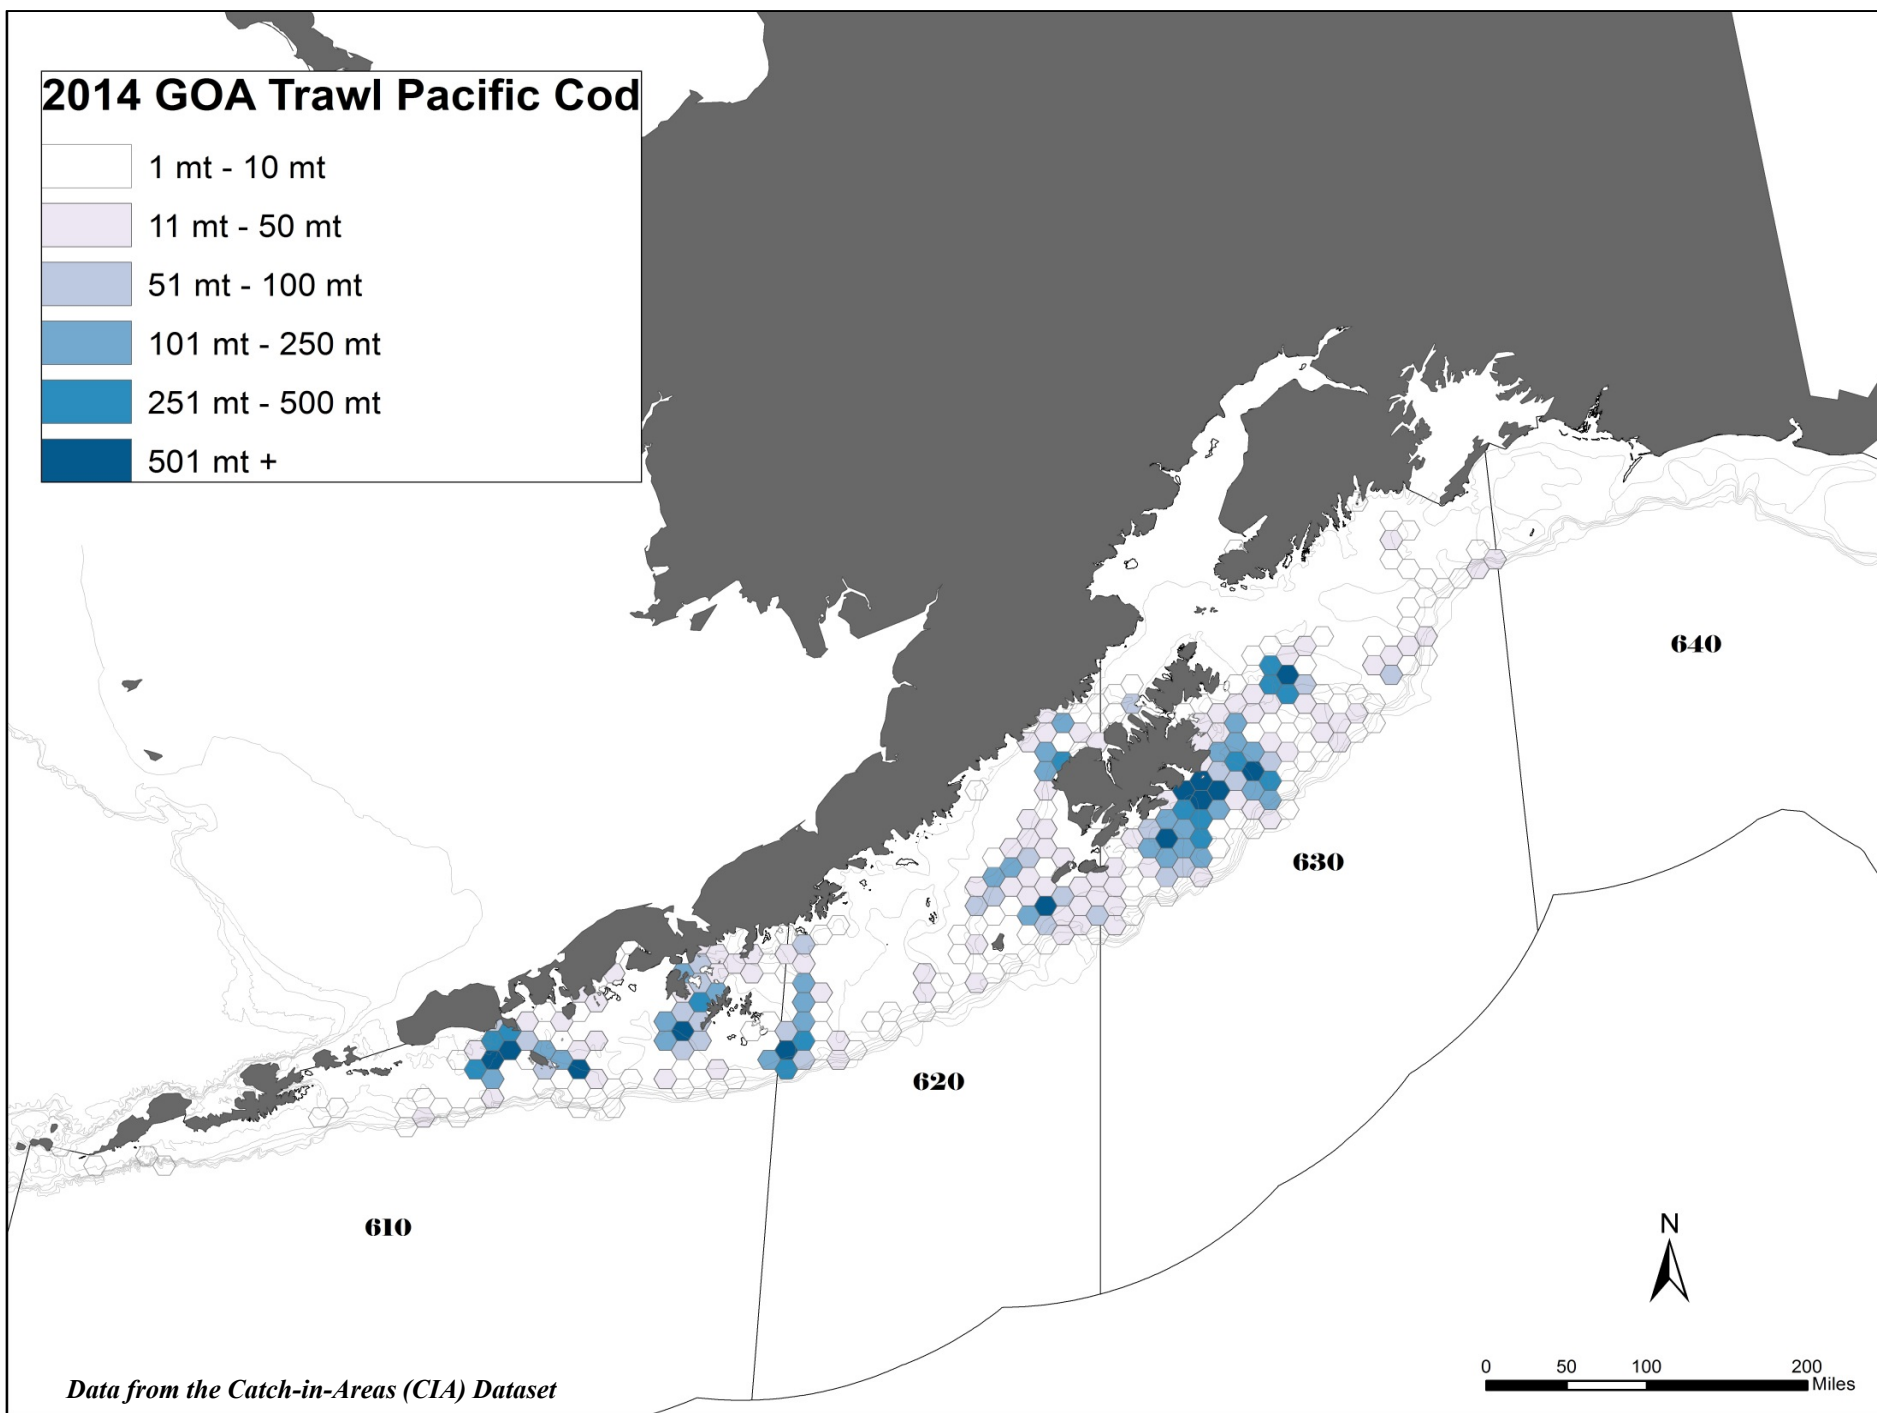 2014 GOA Trawl Pacific Cod
1 mt - 10 mt
11 mt - 50 mt
51 mt - 100 mt
101 mt - 250 mt
251 mt - 500 mt
501 mt +
640
630
620
610
N
0 50 100 200
Miles
Data from the Catch-in-Areas (CIA) Dataset